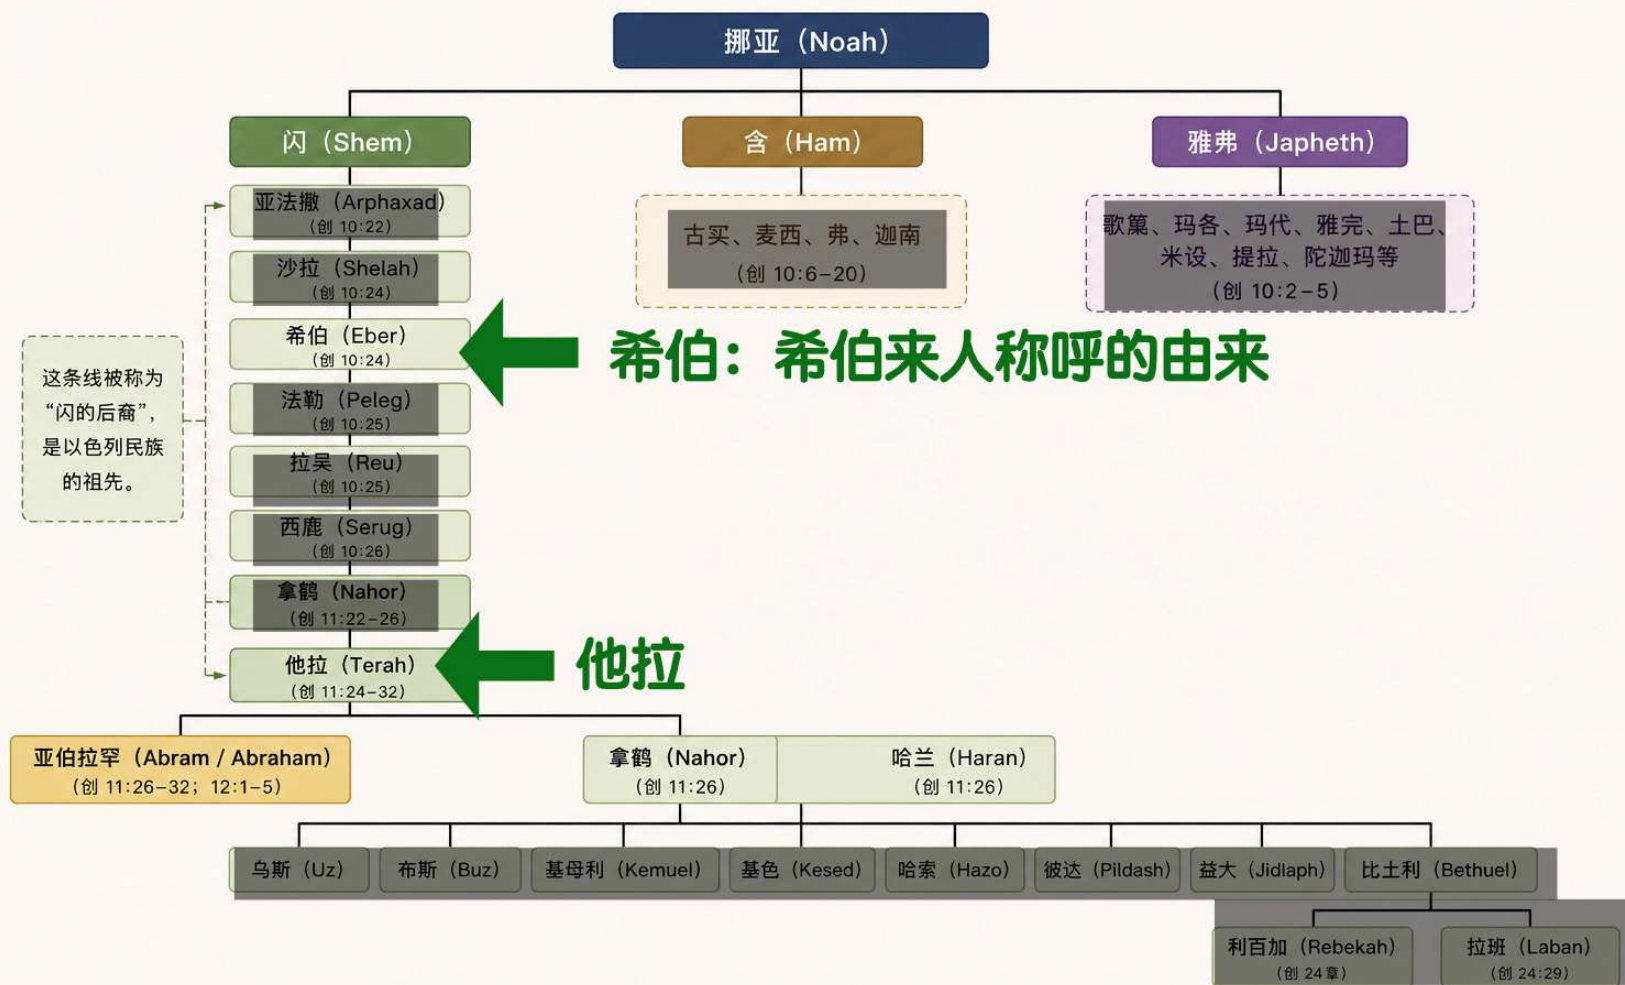 挪亚（Noah）
闪（Shem）
含（Ham）
雅弗（Japheth）
亚法撒（Arphaxad）
（创 10:22）
沙拉（Shelah）
（创 10:24）
希伯（Eber）
（创 10:24）
法勒（Peleg）
（创 10:25）
拉吴（Reu）
（创 10:25）
西鹿（Serug）
（创 10:26）
拿鹤（Nahor）
（创 11:22–26）
他拉（Terah）
（创 11:24–32）
古买、麦西、弗、迦南
（创 10:6–20）
歌篾、玛各、玛代、雅完、土巴、
米设、提拉、陀迦玛等
（创 10:2–5）
希伯：希伯来人称呼的由来
这条线被称为
“闪的后裔”，
是以色列民族
的祖先。
他拉
亚伯拉罕（Abram / Abraham）
（创 11:26–32；12:1–5）
拿鹤（Nahor）
（创 11:26）
哈兰（Haran）
（创 11:26）
乌斯（Uz）
布斯（Buz）
基母利（Kemuel）
基色（Kesed）
哈索（Hazo）
彼达（Pildash）
益大（Jidlaph）
比土利（Bethuel）
利百加（Rebekah）
（创 24章）
拉班（Laban）
（创 24:29）